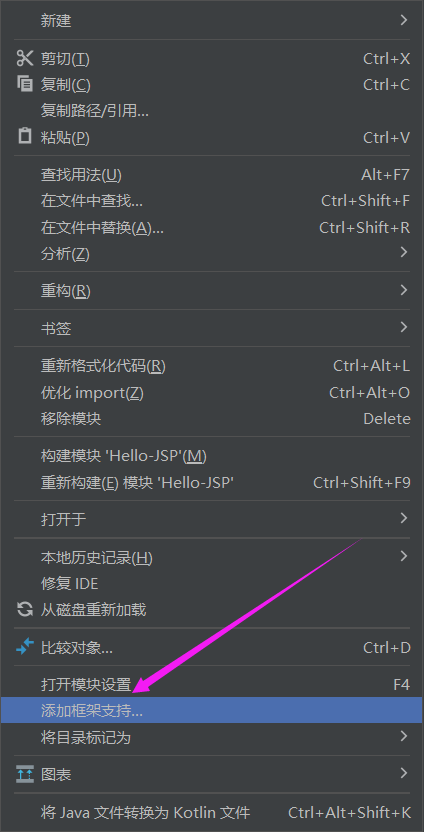 新建
剪切(T) Ctrl+X
复制(C) Ctrl+C
复制路径/引用...
粘贴(P) Ctrl+V
查找用法(U) Alt+F7
在文件中查找... Ctrl+Shift+F
在文件中替换(A)... Ctrl+Shift+R
分析(Z)
重构(R)
书签
重新格式化代码(R) Ctrl+Alt+L
优化 import(Z) Ctrl+Alt+O
移除模块 Delete
构建模块 'Hello-JSP'(M)
重新构建(E) 模块 'Hello-JSP' Ctrl+Shift+F9
打开于
本地历史记录(H)
修复 IDE
从磁盘重新加载
比较对象... Ctrl+D
打开模块设置 F4
添加框架支持...
将目录标记为
图表
将 Java 文件转换为 Kotlin 文件 Ctrl+Alt+Shift+K